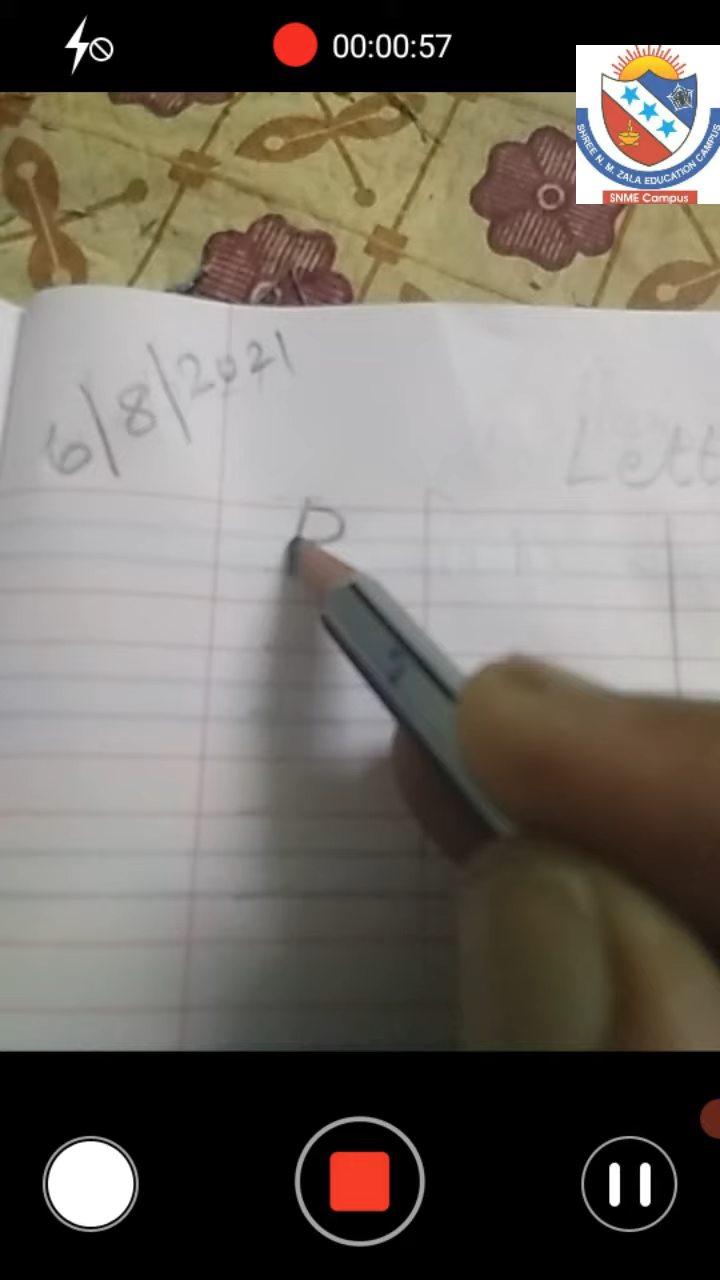 00:00:57
SHREE N. M. ZALA EDUCATION CAMPUS
SNME Campus
6/8/2021
Lett
P